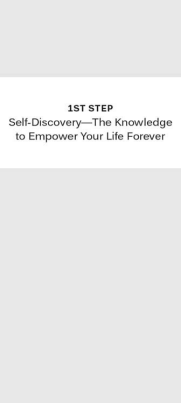 1ST STEP
Self-Discovery—The Knowledge
to Empower Your Life Forever